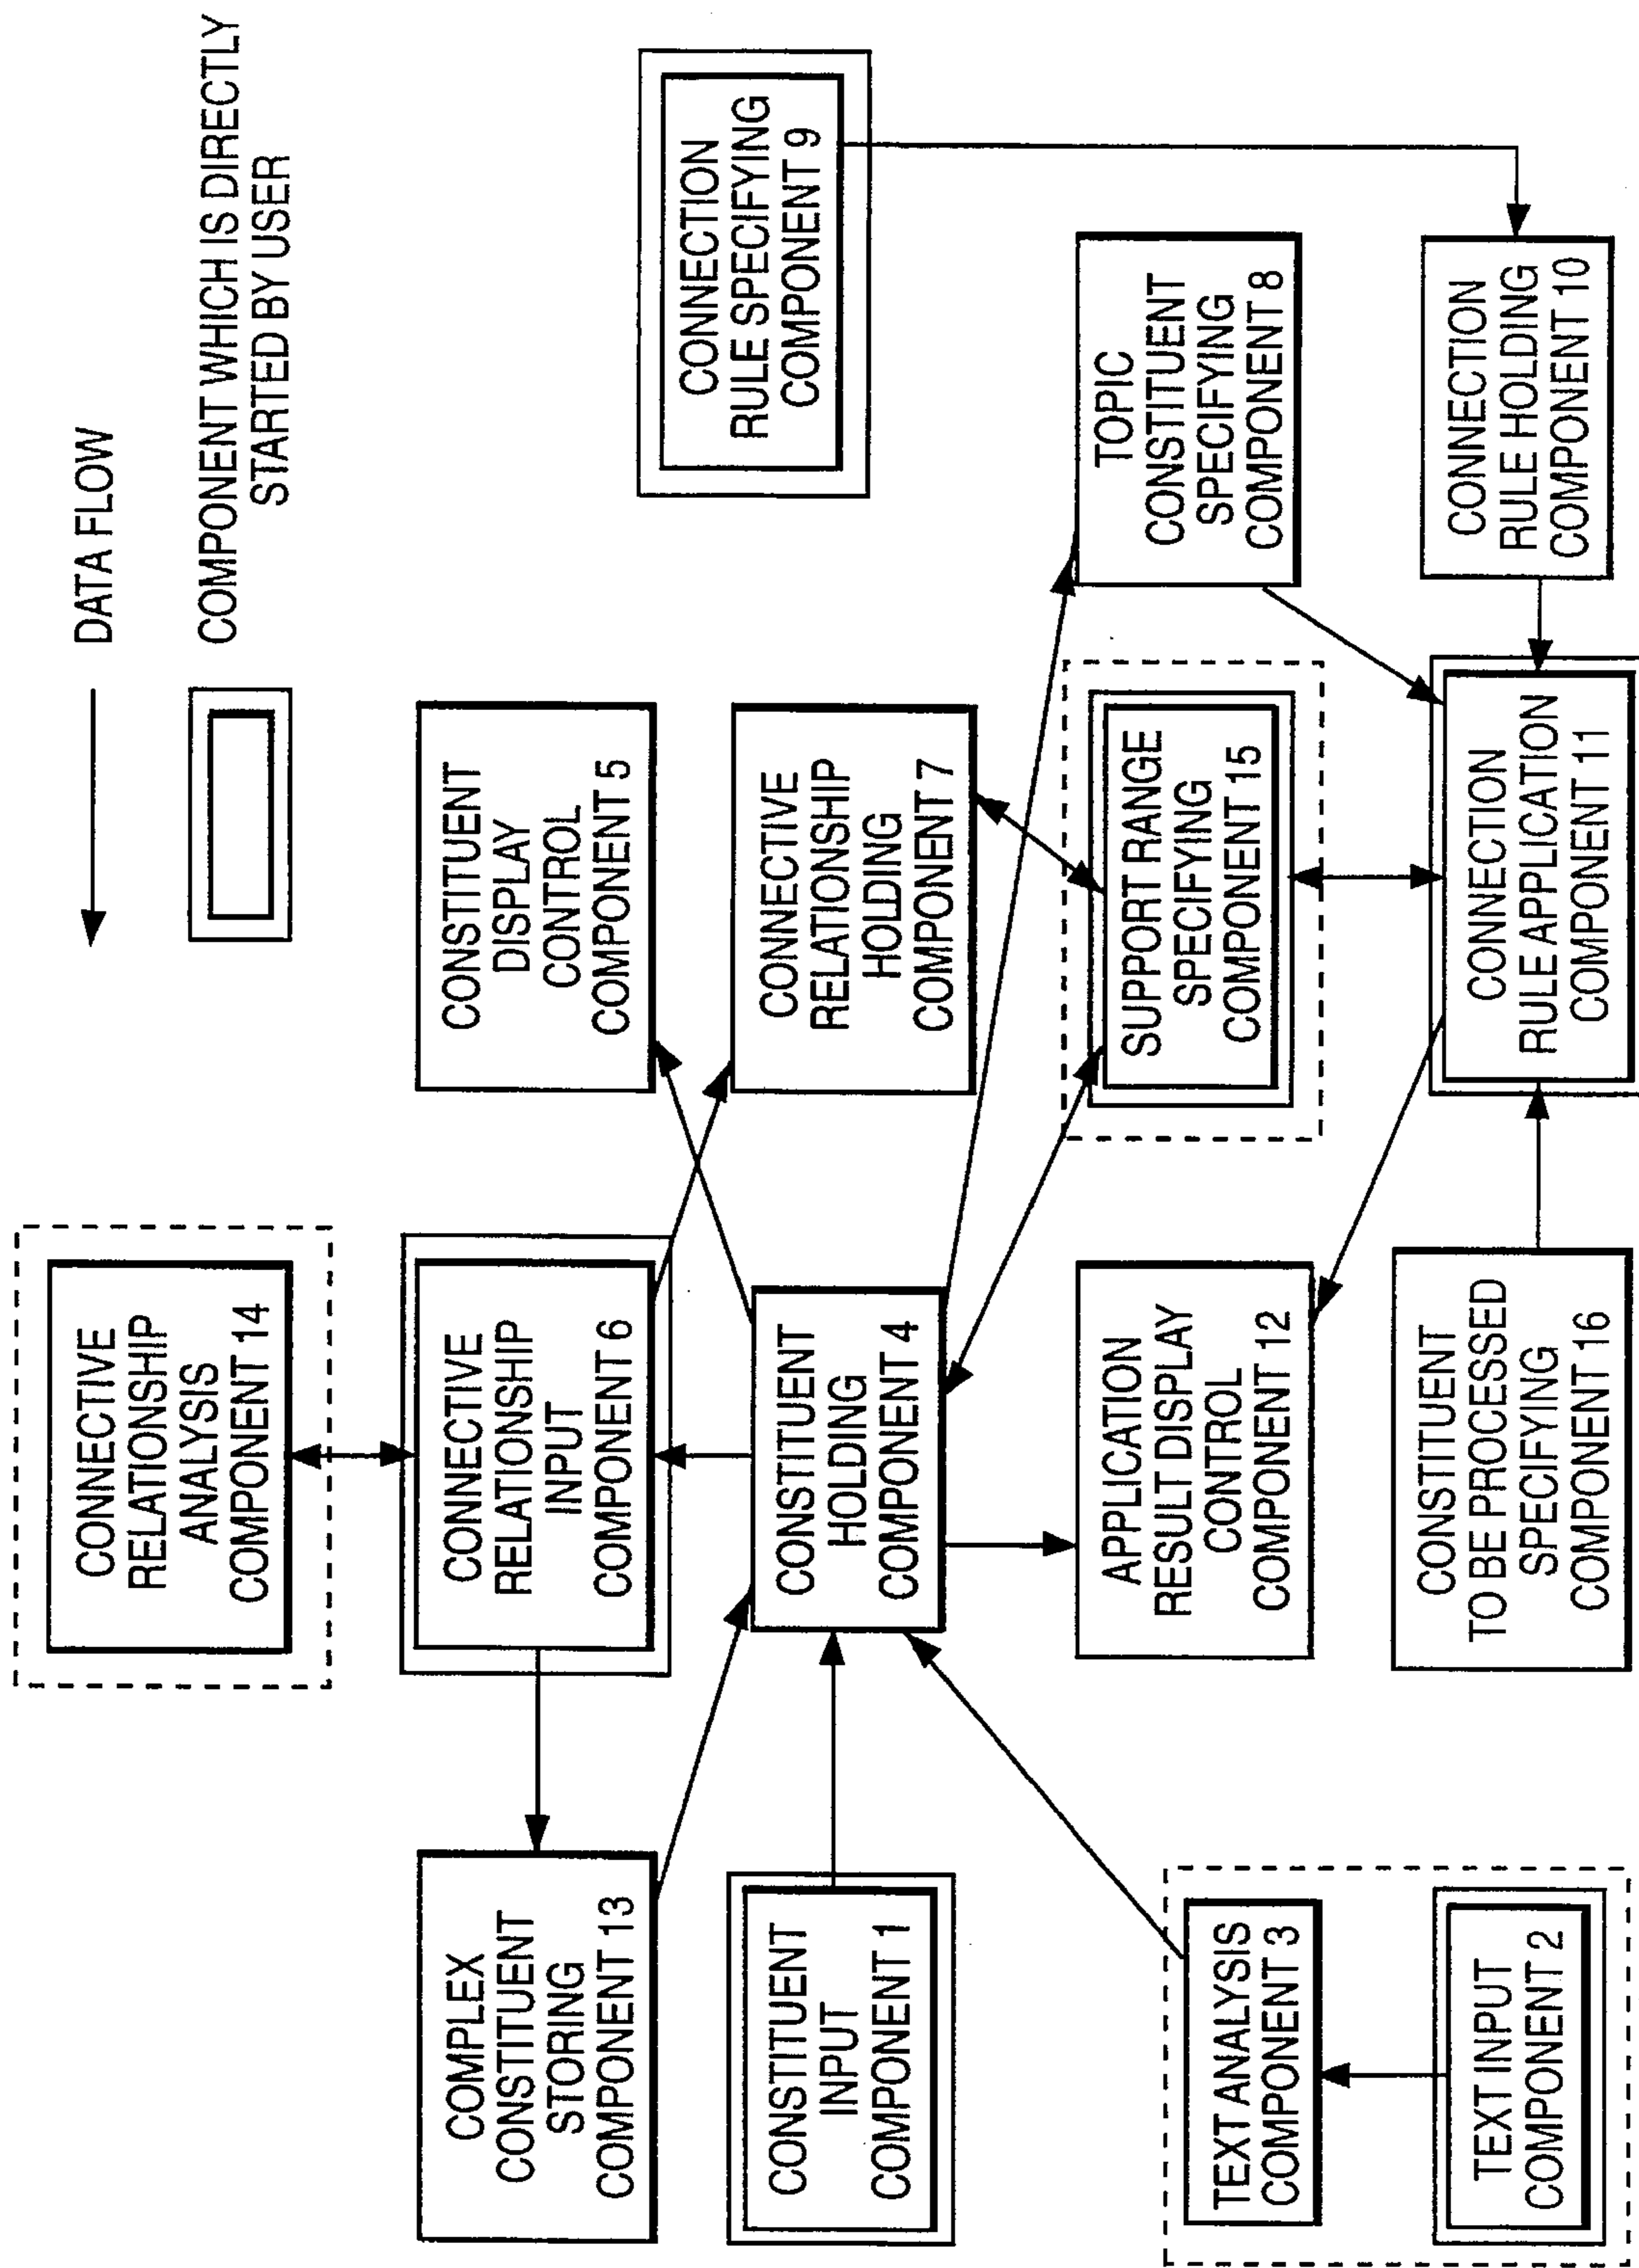 DATA FLOW
COMPONENT WHICH IS DIRECTLY
STARTED BY USER
CONNECTIVE
RELATIONSHIP
ANALYSIS
COMPONENT 14
COMPLEX
CONSTITUENT
STORING
COMPONENT 13
CONNECTIVE
RELATIONSHIP
INPUT
COMPONENT 6
CONSTITUENT
DISPLAY
CONTROL
COMPONENT 5
CONSTITUENT
INPUT
COMPONENT 1
CONSTITUENT
HOLDING
COMPONENT 4
CONNECTIVE
RELATIONSHIP
HOLDING
COMPONENT 7
CONNECTION
RULE SPECIFYING
COMPONENT 9
TEXT ANALYSIS
COMPONENT 3
APPLICATION
RESULT DISPLAY
CONTROL
COMPONENT 12
SUPPORT RANGE
SPECIFYING
COMPONENT 15
TOPIC
CONSTITUENT
SPECIFYING
COMPONENT 8
TEXT INPUT
COMPONENT 2
CONSTITUENT
TO BE PROCESSED
SPECIFYING
COMPONENT 16
CONNECTION
RULE APPLICATION
COMPONENT 11
CONNECTION
RULE HOLDING
COMPONENT 10